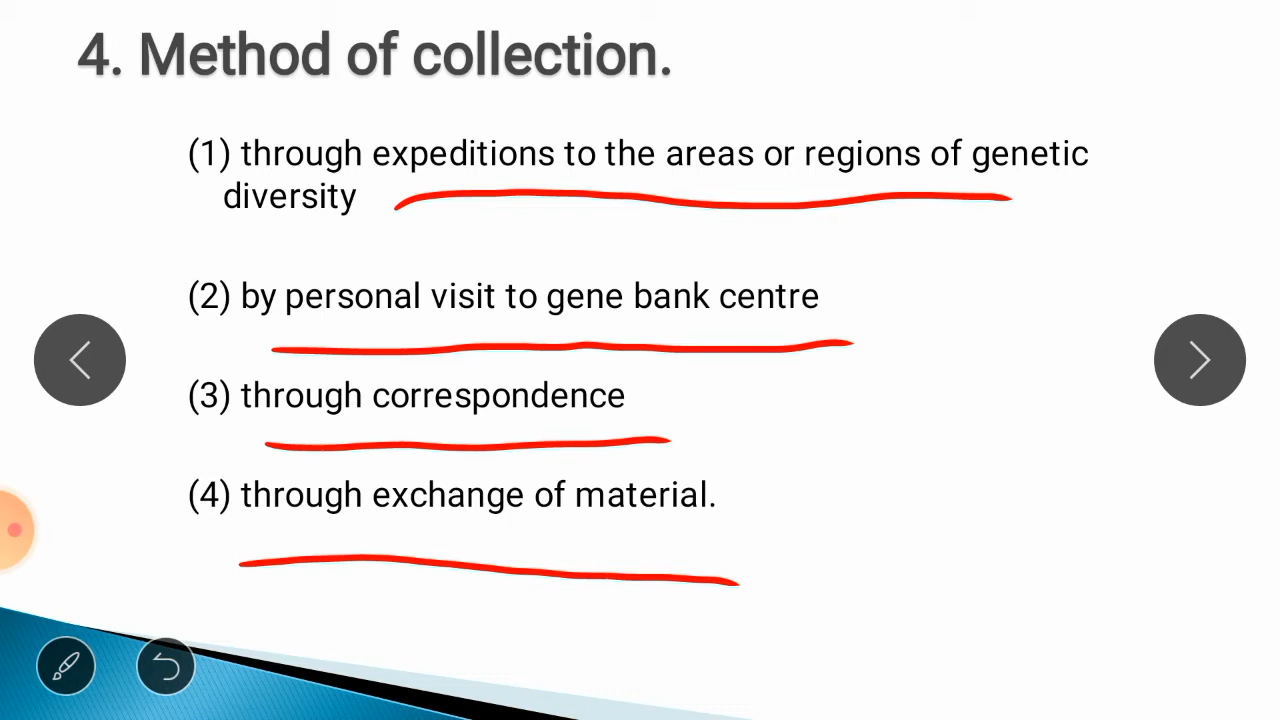 4. Method of collection.
(1) through expeditions to the areas or regions of genetic
diversity
(2) by personal visit to gene bank centre
(3) through correspondence
(4) through exchange of material.